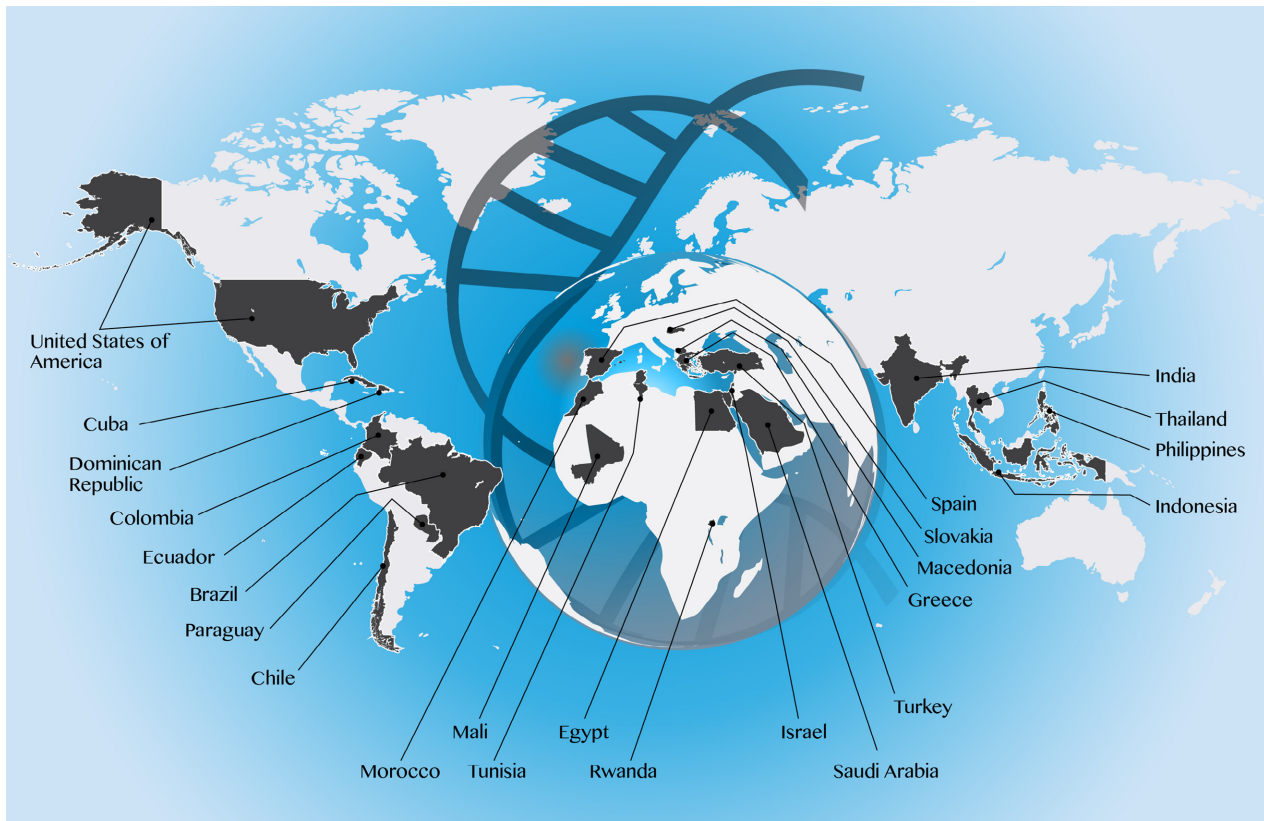 United States of
America
Cuba
Dominican
Republic
Colombia
Ecuador
Brazil
Paraguay
Chile
Mali
Morocco
Tunisia
Egypt
Rwanda
Israel
Saudi Arabia
Turkey
Greece
Macedonia
Slovakia
Spain
India
Thailand
Philippines
Indonesia